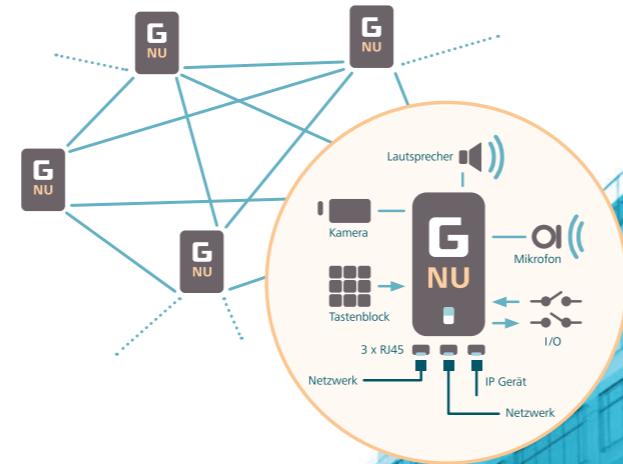 G
NU
G
NU
G
NU
G
NU
Lautsprecher
Kamera
G
NU
Mikrofon
Tastenblock
I/O
3 x RJ45
Netzwerk
IP Gerät
Netzwerk